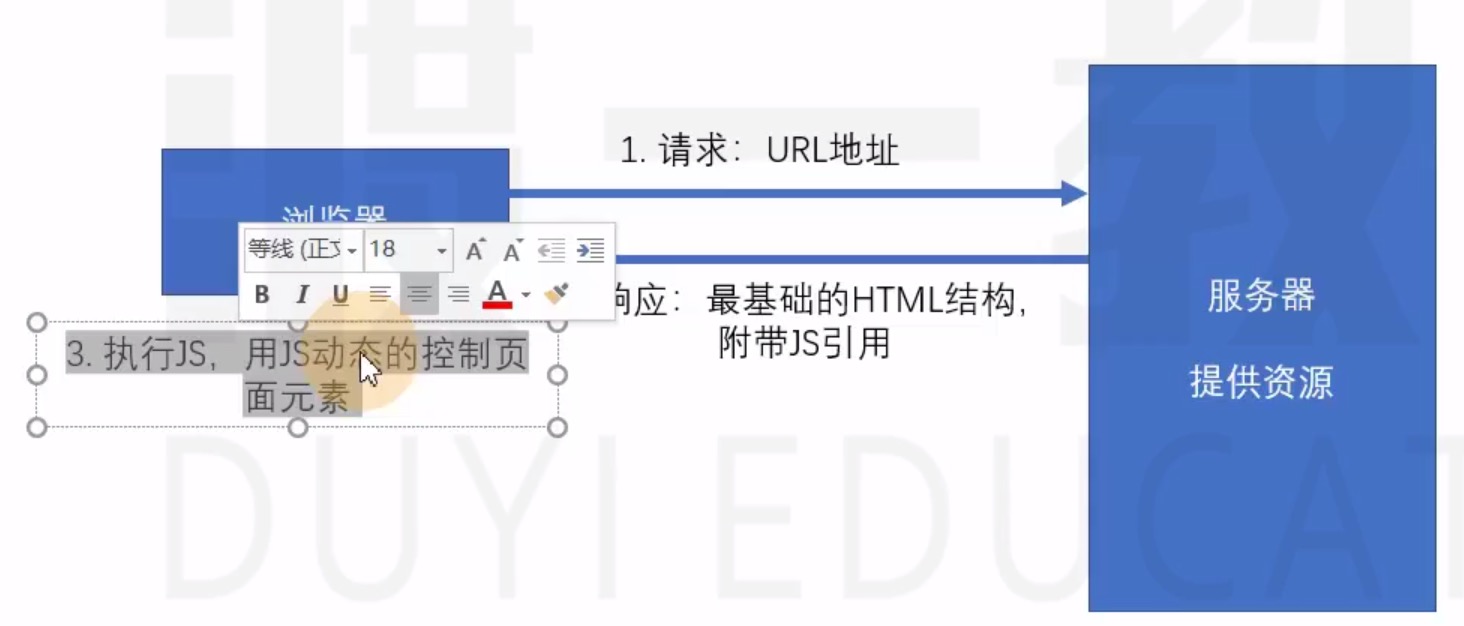 1. 请求：URL地址
浏览器
等线 (正文 18
B I U A
响应：最基础的HTML结构，
附带JS引用
3. 执行JS，用JS动态的控制页
面元素
服务器
提供资源
DUYI EDUCAT